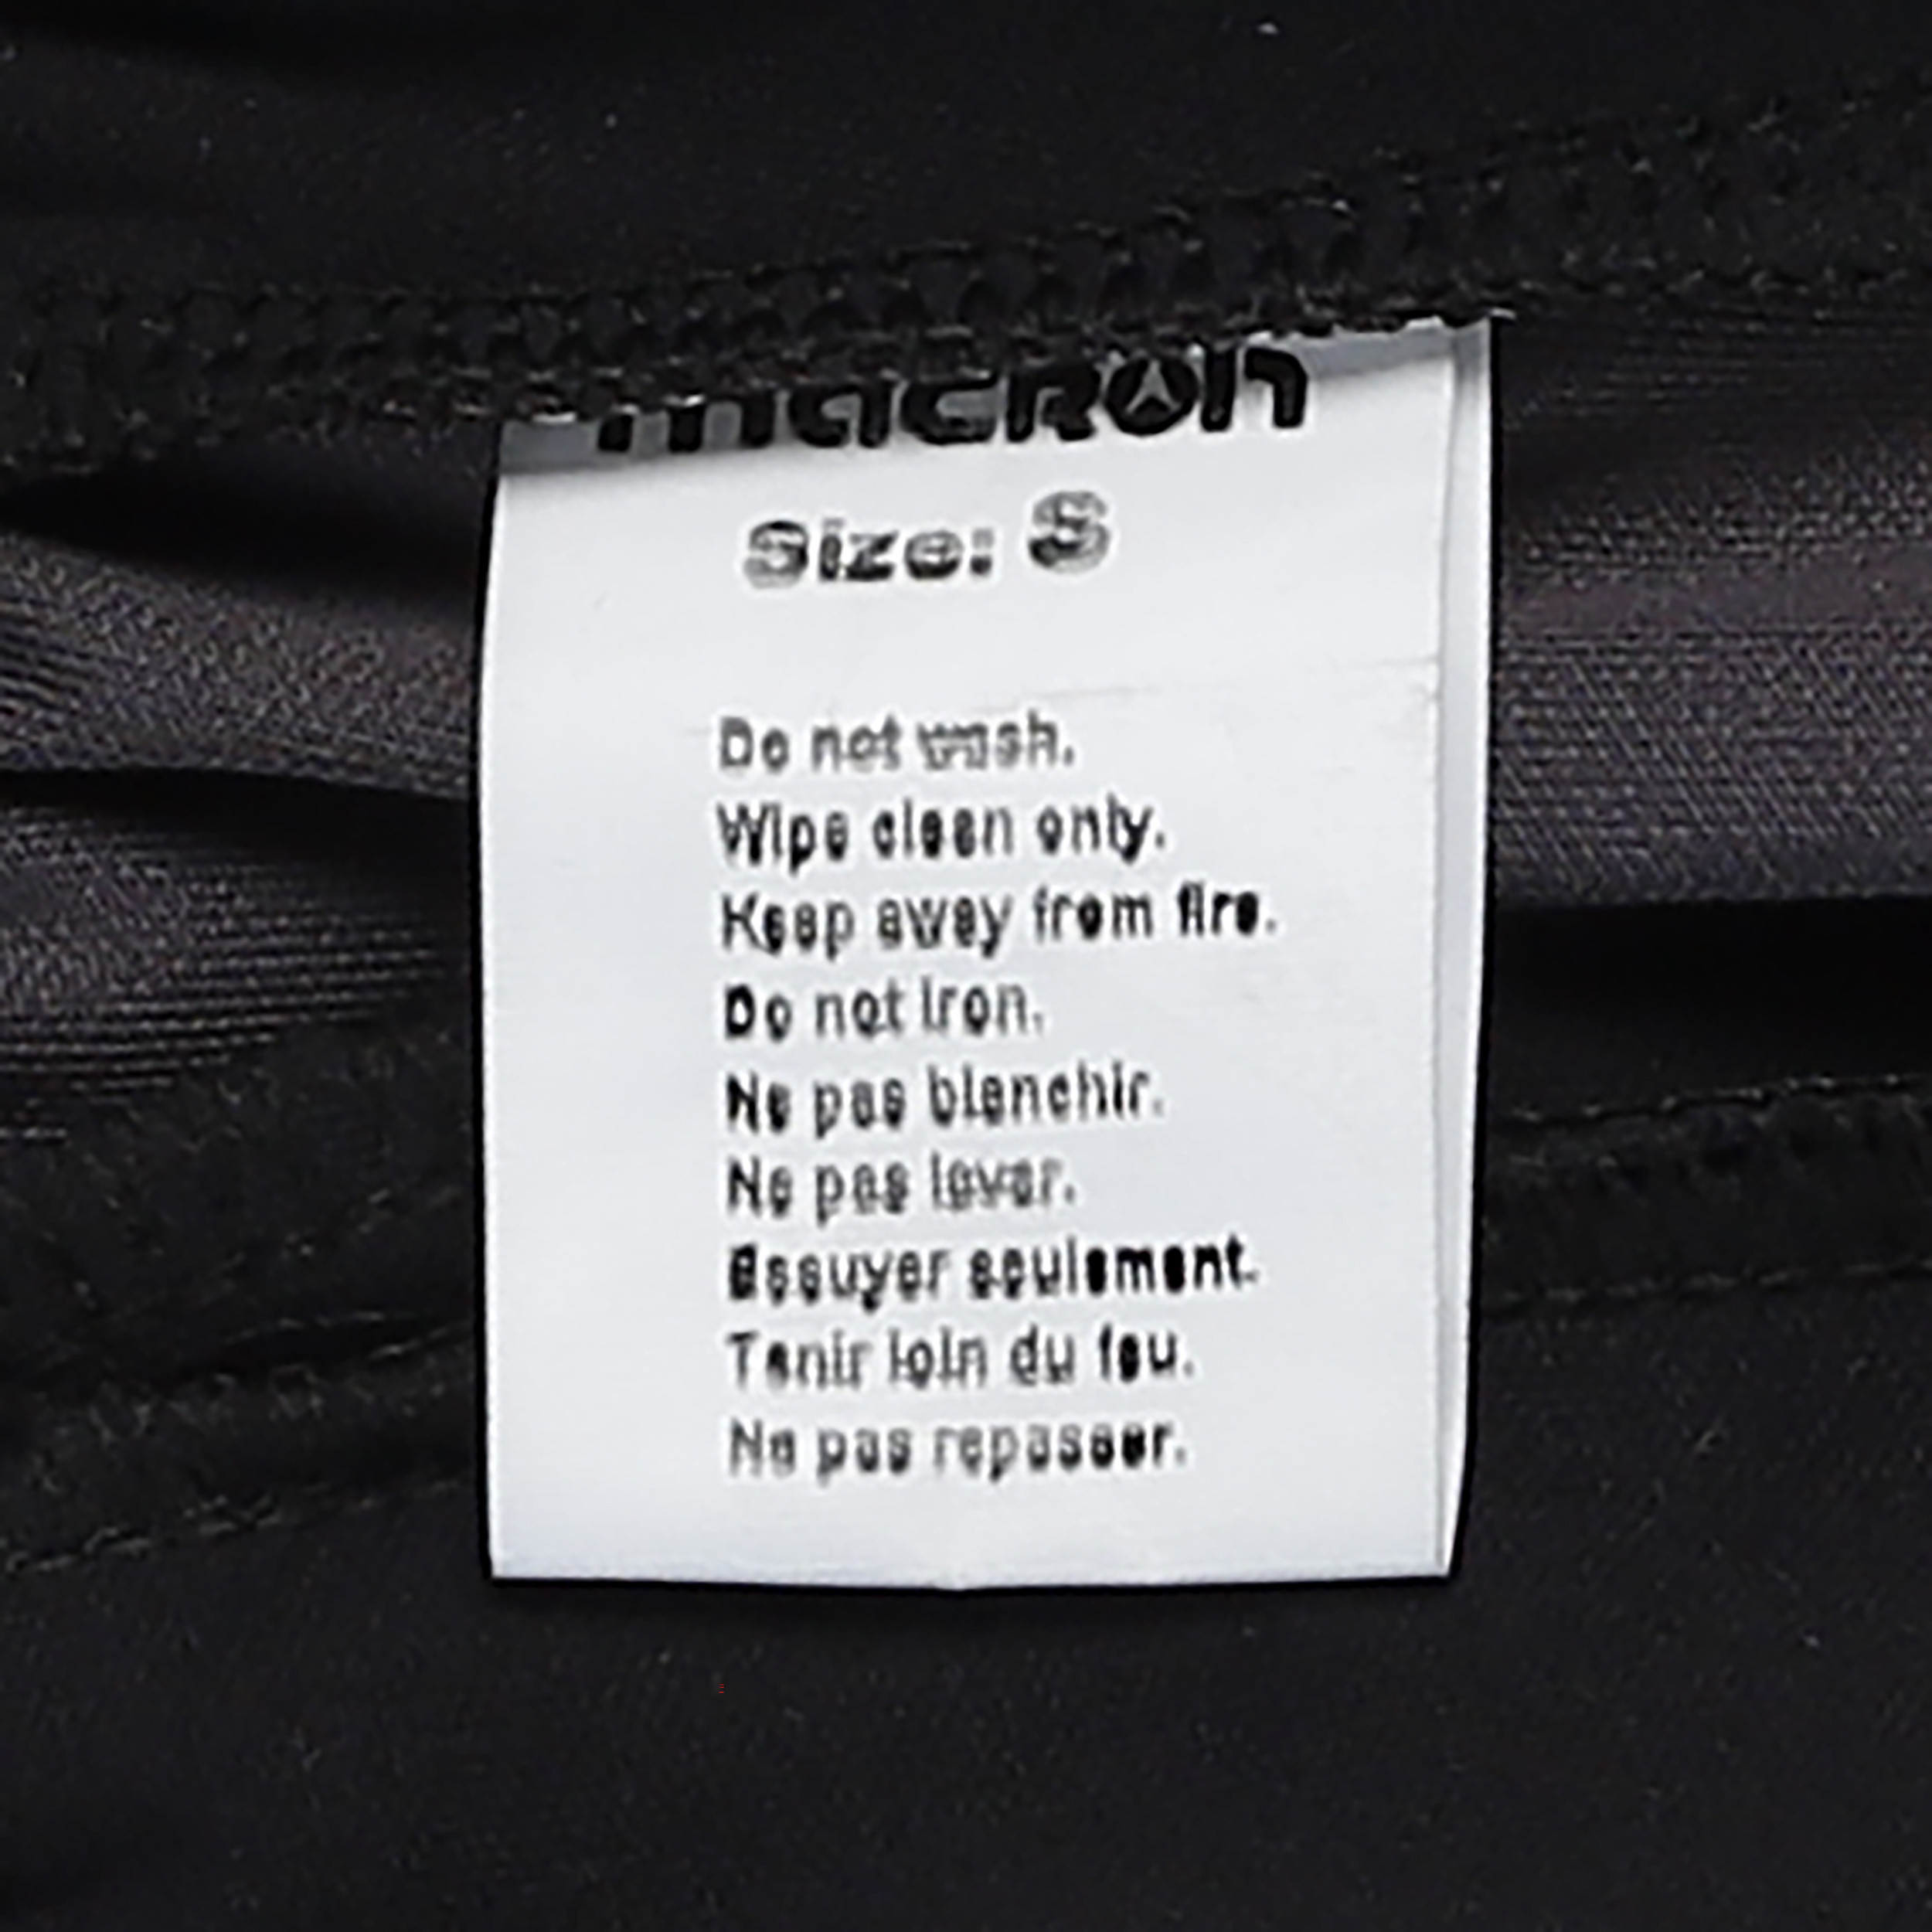 macron
Size: S
Do not wash.
Wipe clean only.
Keep away from fire.
Do not iron.
Ne pas blanchir.
Ne pas laver.
Essuyer seulement.
Tenir loin du feu.
Ne pas repasser.